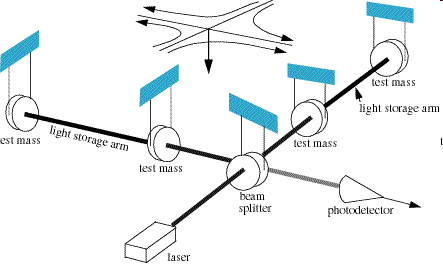 test mass
light storage arm
test mass
light storage arm
test mass
test mass
t
beam
splitter
photodetector
laser